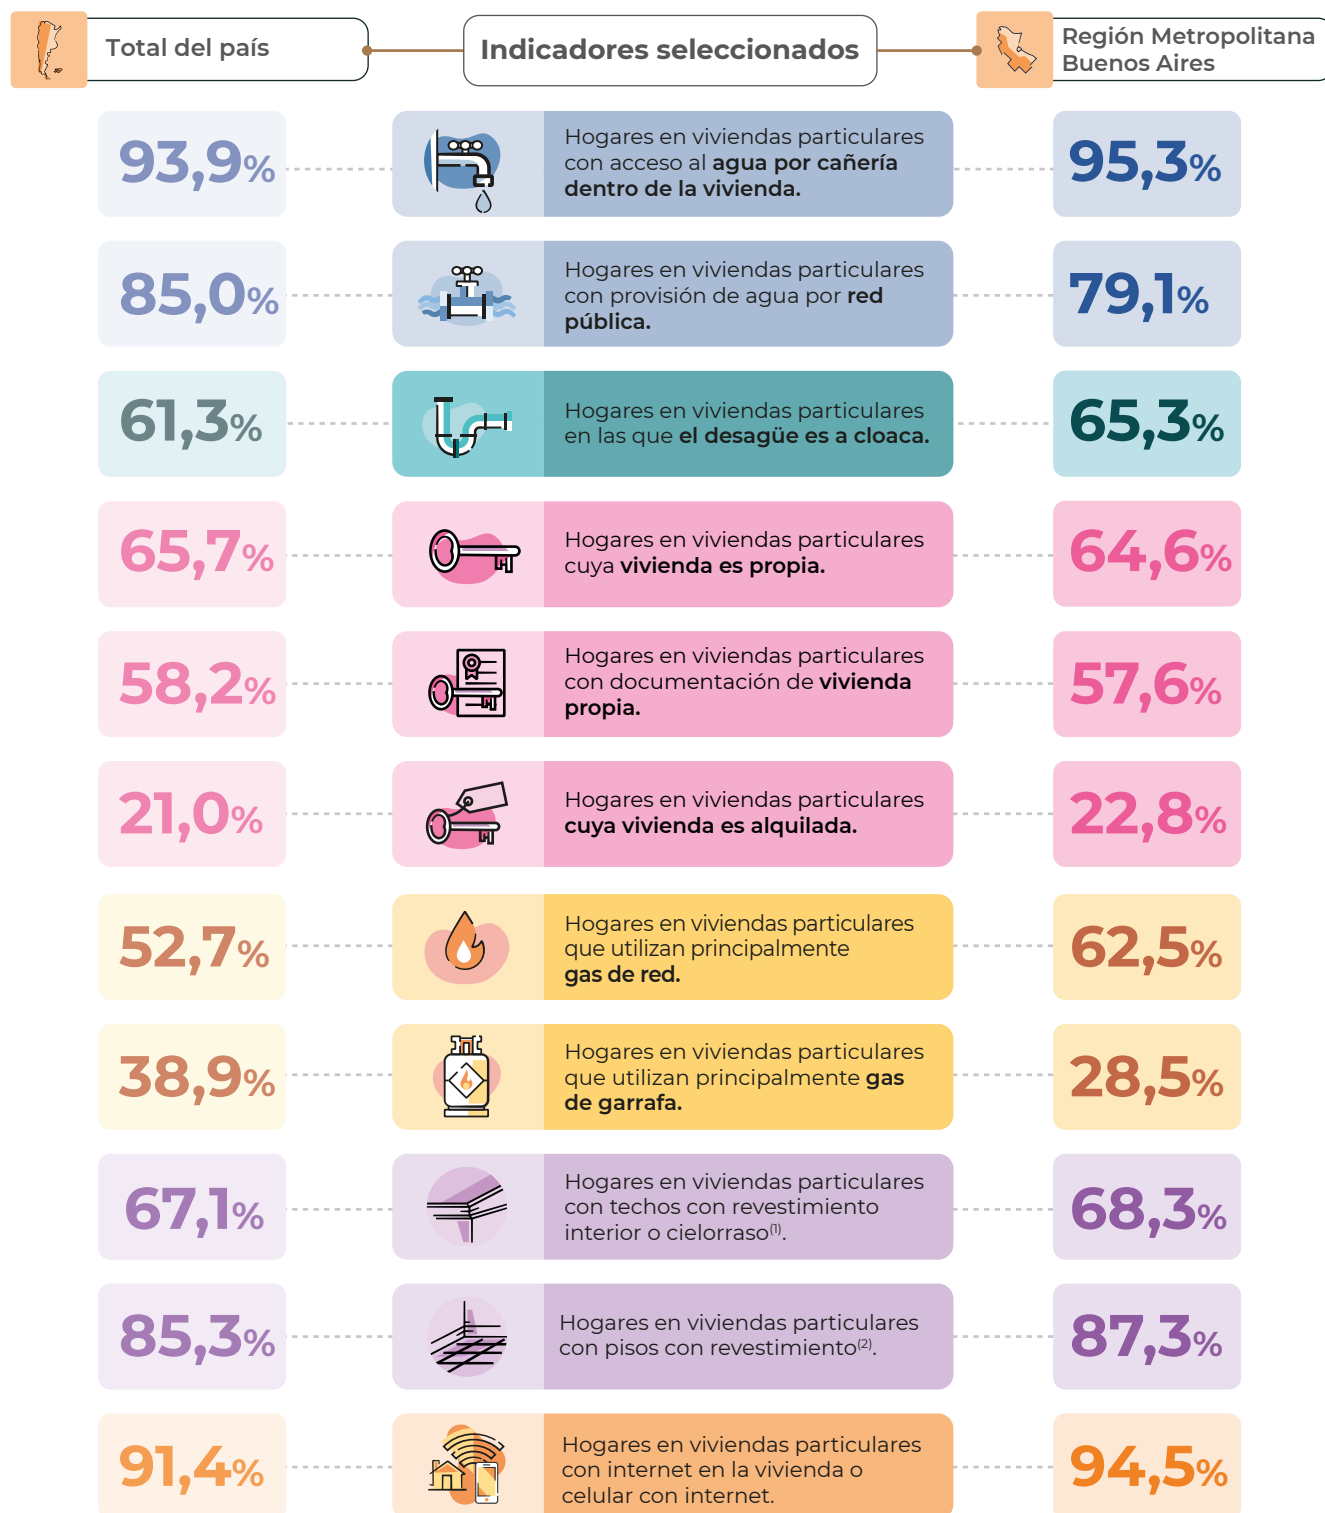 Total del país
Indicadores seleccionados
Región Metropolitana
Buenos Aires
93,9%
Hogares en viviendas particulares
con acceso al agua por cañería
dentro de la vivienda.
95,3%
85,0%
Hogares en viviendas particulares
con provisión de agua por red
pública.
79,1%
61,3%
Hogares en viviendas particulares
en las que el desagüe es a cloaca.
65,3%
65,7%
Hogares en viviendas particulares
cuya vivienda es propia.
64,6%
58,2%
Hogares en viviendas particulares
con documentación de vivienda
propia.
57,6%
21,0%
Hogares en viviendas particulares
cuya vivienda es alquilada.
22,8%
52,7%
Hogares en viviendas particulares
que utilizan principalmente
gas de red.
62,5%
38,9%
Hogares en viviendas particulares
que utilizan principalmente gas
de garrafa.
28,5%
67,1%
Hogares en viviendas particulares
con techos con revestimiento
interior o cielorraso(1).
68,3%
85,3%
Hogares en viviendas particulares
con pisos con revestimiento(2).
87,3%
91,4%
Hogares en viviendas particulares
con internet en la vivienda o
celular con internet.
94,5%